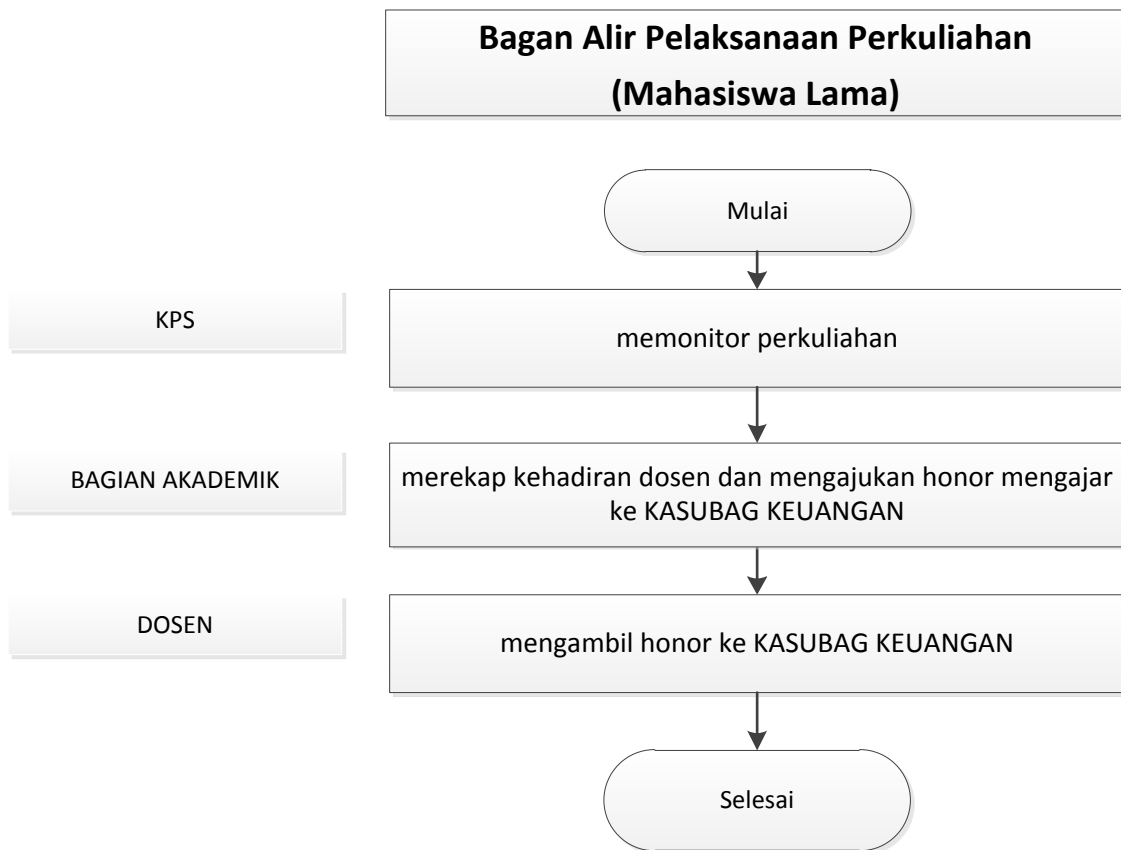 Bagan Alir Pelaksanaan Perkuliahan
(Mahasiswa Lama)
Mulai
KPS
memonitor perkuliahan
BAGIAN AKADEMIK
merekap kehadiran dosen dan mengajukan honor mengajar
ke KASUBAG KEUANGAN
DOSEN
mengambil honor ke KASUBAG KEUANGAN
Selesai